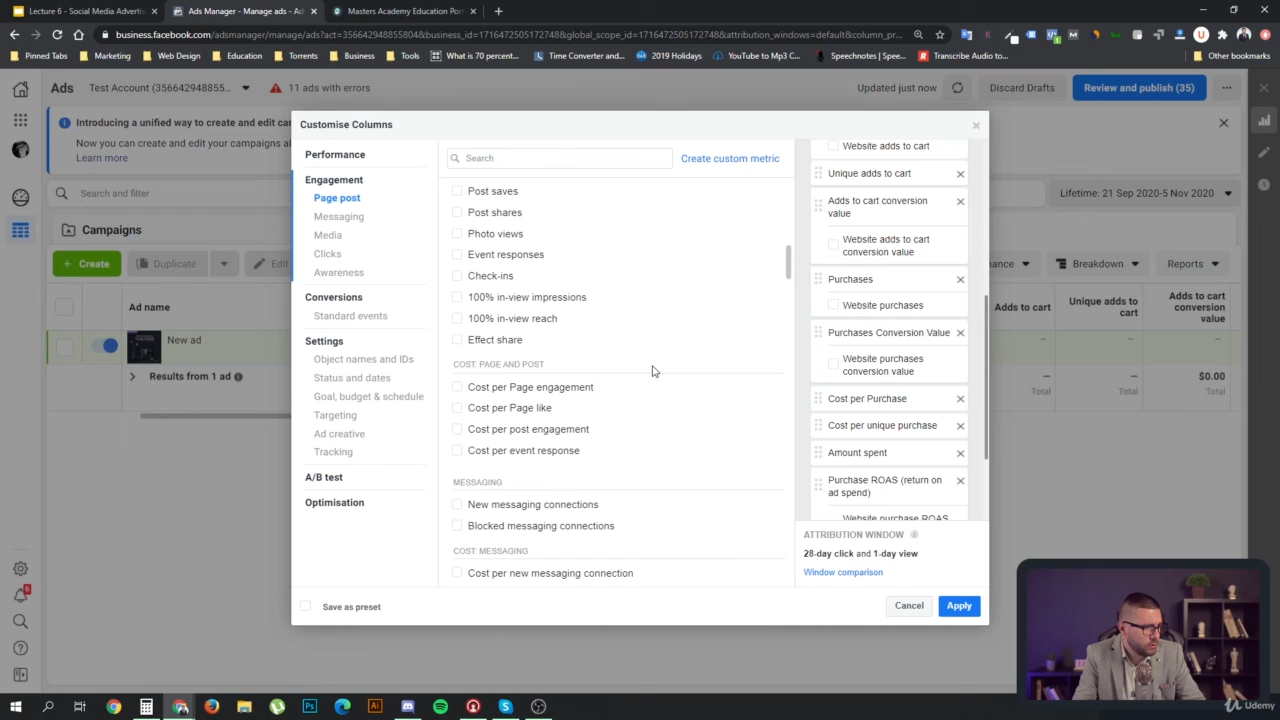 Lecture 6 - Social Media Adverti...
Ads Manager - Manage ads - Ads
Masters Academy Education Port
business.facebook.com/adsmanager/manage/ads?act=356642948855804&business_id=1716472505172748&global_scope_id=1716472505172748&attribution_windows=default&column_pr...
Pinned Tabs
Marketing
Web Design
Education
Torrents
Business
Tools
What is 70 percent...
Time Converter and...
2019 Holidays
YouTube to Mp3 C...
Speechnotes | Spee...
Transcribe Audio to...
Other bookmarks
Ads
Test Account (356642948855...
11 ads with errors
Updated just now
Discard Drafts
Review and publish (35)
Introducing a unified way to create and edit can
Now you can create and edit your campaigns al
Learn more
Search and filter
Lifetime: 21 Sep 2020-5 Nov 2020
Campaigns
Create
Duplicate
Edit
Breakdown
Reports
Ad name
Adds to cart
Unique adds to cart
Adds to cart conversion value
New ad
Results from 1 ad
—
—
$0.00
Total
Total
Total
Customise Columns
Performance
Engagement
Page post
Messaging
Media
Clicks
Awareness
Conversions
Standard events
Settings
Object names and IDs
Status and dates
Goal, budget & schedule
Targeting
Ad creative
Tracking
A/B test
Optimisation
Search
Create custom metric
Post saves
Post shares
Photo views
Event responses
Check-ins
100% in-view impressions
100% in-view reach
Effect share
COST: PAGE AND POST
Cost per Page engagement
Cost per Page like
Cost per post engagement
Cost per event response
MESSAGING
New messaging connections
Blocked messaging connections
COST: MESSAGING
Cost per new messaging connection
Website adds to cart
Unique adds to cart
Adds to cart conversion
value
Website adds to cart
conversion value
Purchases
Website purchases
Purchases Conversion Value
Website purchases
conversion value
Cost per Purchase
Cost per unique purchase
Amount spent
Purchase ROAS (return on
ad spend)
Website purchase ROAS
ATTRIBUTION WINDOW
28-day click and 1-day view
Window comparison
Save as preset
Cancel
Apply
Udemy